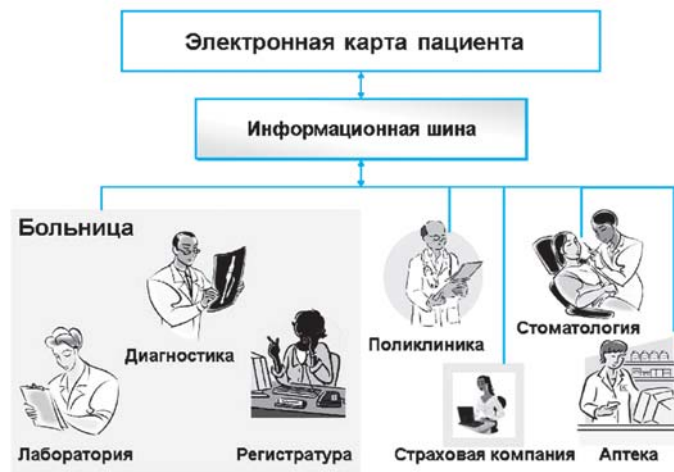 Электронная карта пациента
Информационная шина
Больница
Диагностика
Лаборатория
Регистратура
Поликлиника
Стоматология
Страховая компания
Аптека